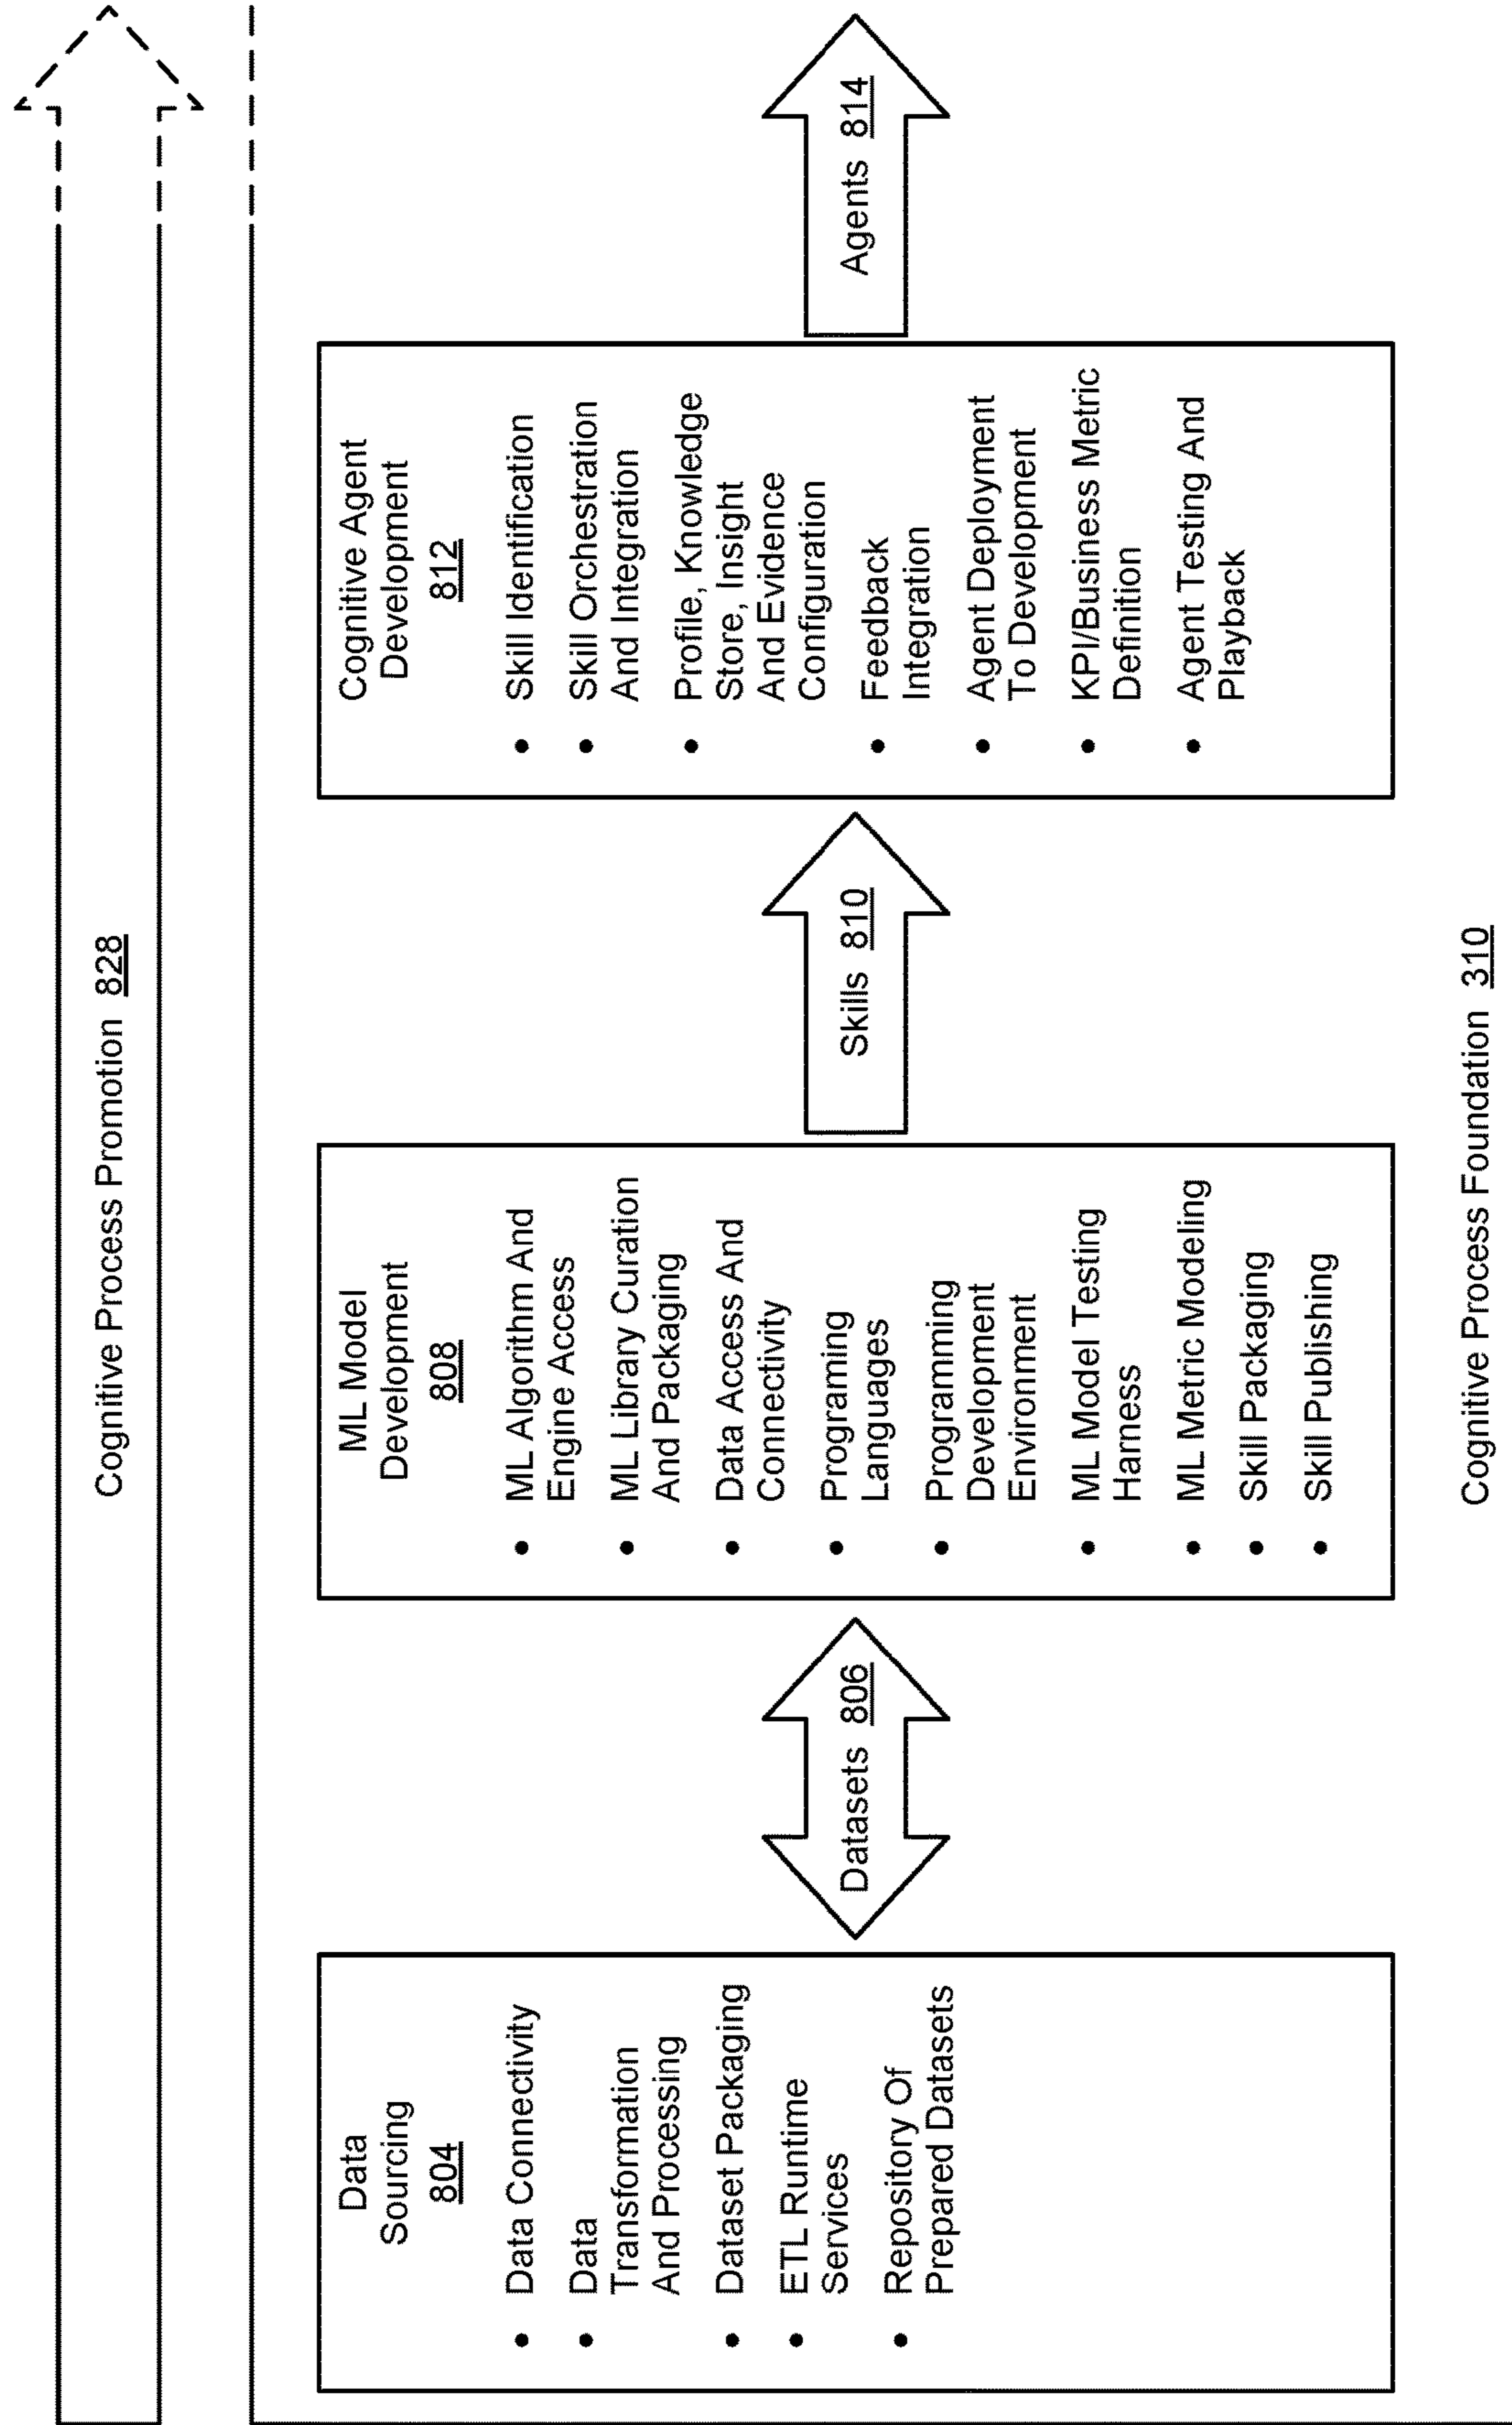 Cognitive Process Promotion 828
Data
Sourcing
804
• Data Connectivity
• Data
Transformation
And Processing
• Dataset Packaging
• ETL Runtime
Services
• Repository Of
Prepared Datasets
Datasets 806
ML Model
Development
808
• ML Algorithm And
Engine Access
• ML Library Curation
And Packaging
• Data Access And
Connectivity
• Programing
Languages
• Programming
Development
Environment
• ML Model Testing
Harness
• ML Metric Modeling
• Skill Packaging
• Skill Publishing
Skills 810
Cognitive Agent
Development
812
• Skill Identification
• Skill Orchestration
And Integration
• Profile, Knowledge
Store, Insight
And Evidence
Configuration
• Feedback
Integration
• Agent Deployment
To Development
• KPI/Business Metric
Definition
• Agent Testing And
Playback
Agents 814
Cognitive Process Foundation 310